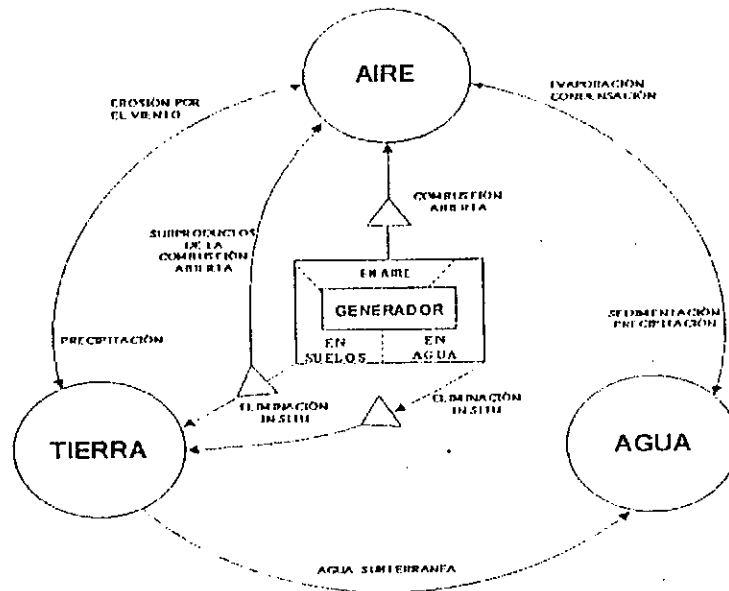 AIRE
EROSIÓN POR
EL VIENTO
EVAPORACIÓN
CONDENSACIÓN
COMBUSTIÓN
ABIERTA
SUBPRODUCTOS
DE LA
COMBUSTIÓN
ABIERTA
EN AIRE
GENERADOR
EN
SUELOS
EN
AGUA
SEDIMENTACIÓN
PRECIPITACIÓN
PRECIPITACIÓN
ELIMINACIÓN
IN SITU
ELIMINACIÓN
IN SITU
TIERRA
AGUA
AGUA SUBTERRANEA